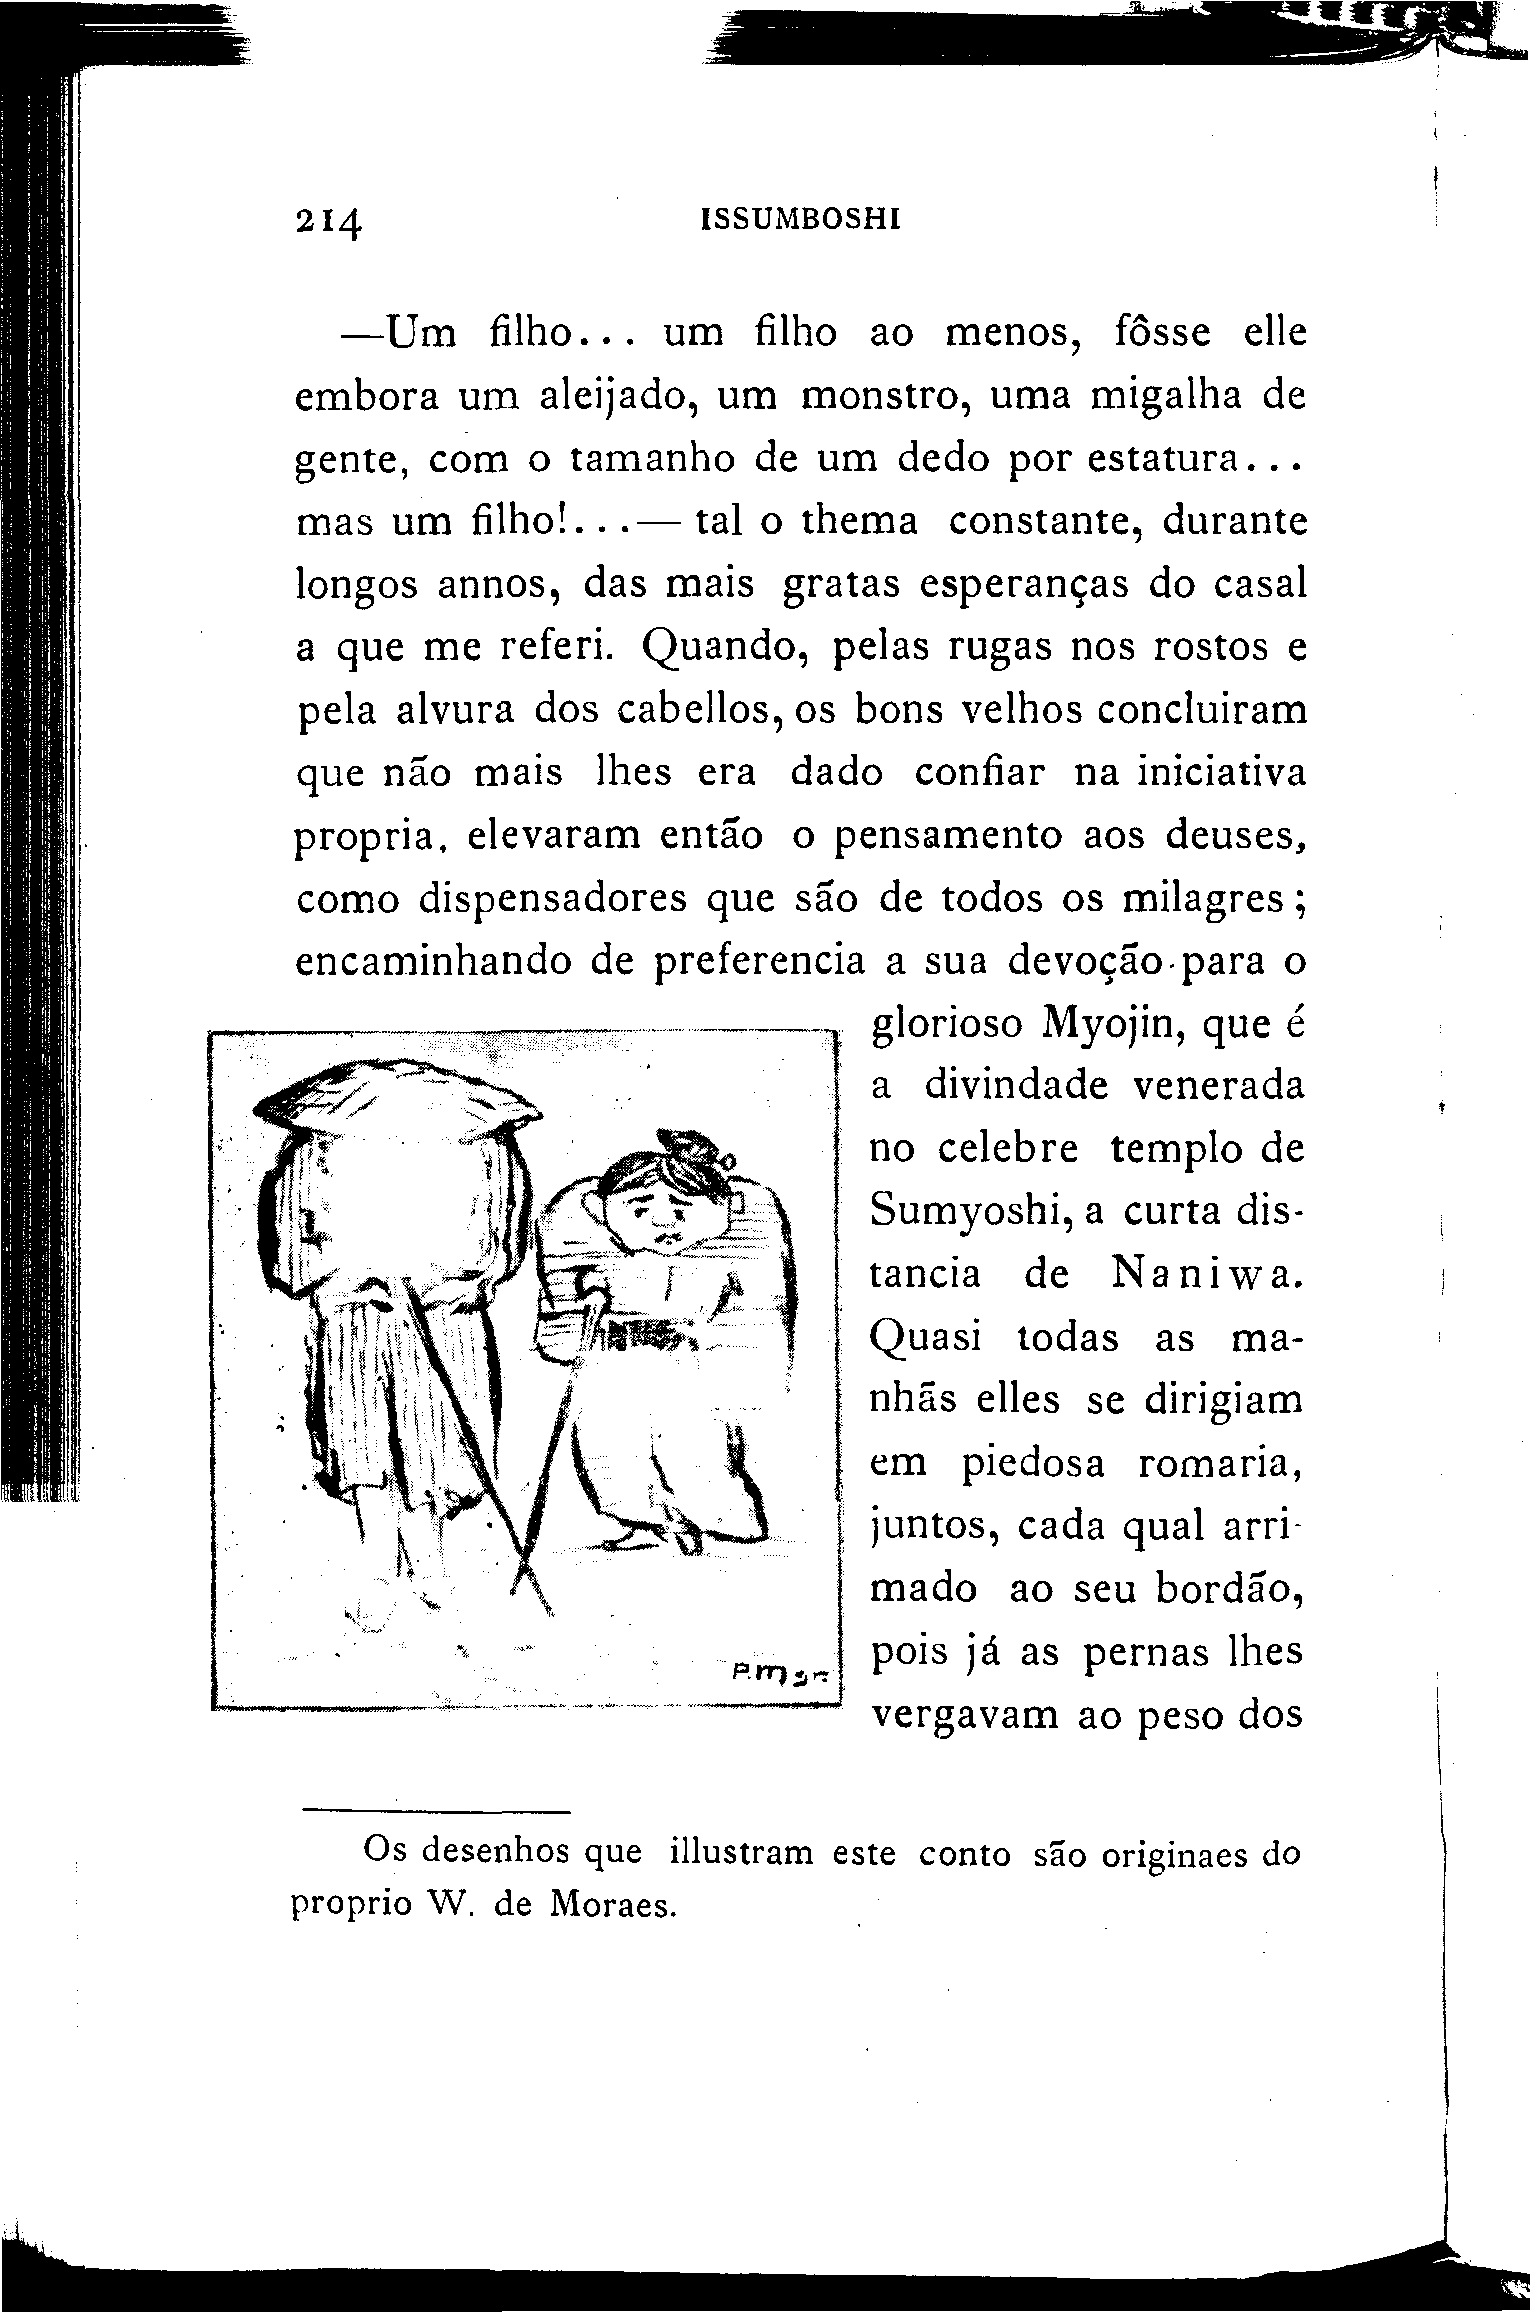 214
ISSUMBOSHI
—Um filho... um filho ao menos, fôsse elle
embora um aleijado, um monstro, uma migalha de
gente, com o tamanho de um dedo por estatura...
mas um filho!...— tal o thema constante, durante
longos annos, das mais gratas esperanças do casal
a que me referi. Quando, pelas rugas nos rostos e
pela alvura dos cabellos, os bons velhos concluiram
que não mais lhes era dado confiar na iniciativa
propria, elevaram então o pensamento aos deuses,
como dispensadores que são de todos os milagres;
encaminhando de preferencia a sua devoção para o
glorioso Myojin, que é
a divindade venerada
no celebre templo de
Sumyoshi, a curta dis-
tancia de Naniwa.
Quasi todas as ma-
nhãs elles se dirigiam
em piedosa romaria,
juntos, cada qual arri-
mado ao seu bordão,
pois já as pernas lhes
vergavam ao peso dos
Os desenhos que illustram este conto são originaes do
proprio W. de Moraes.